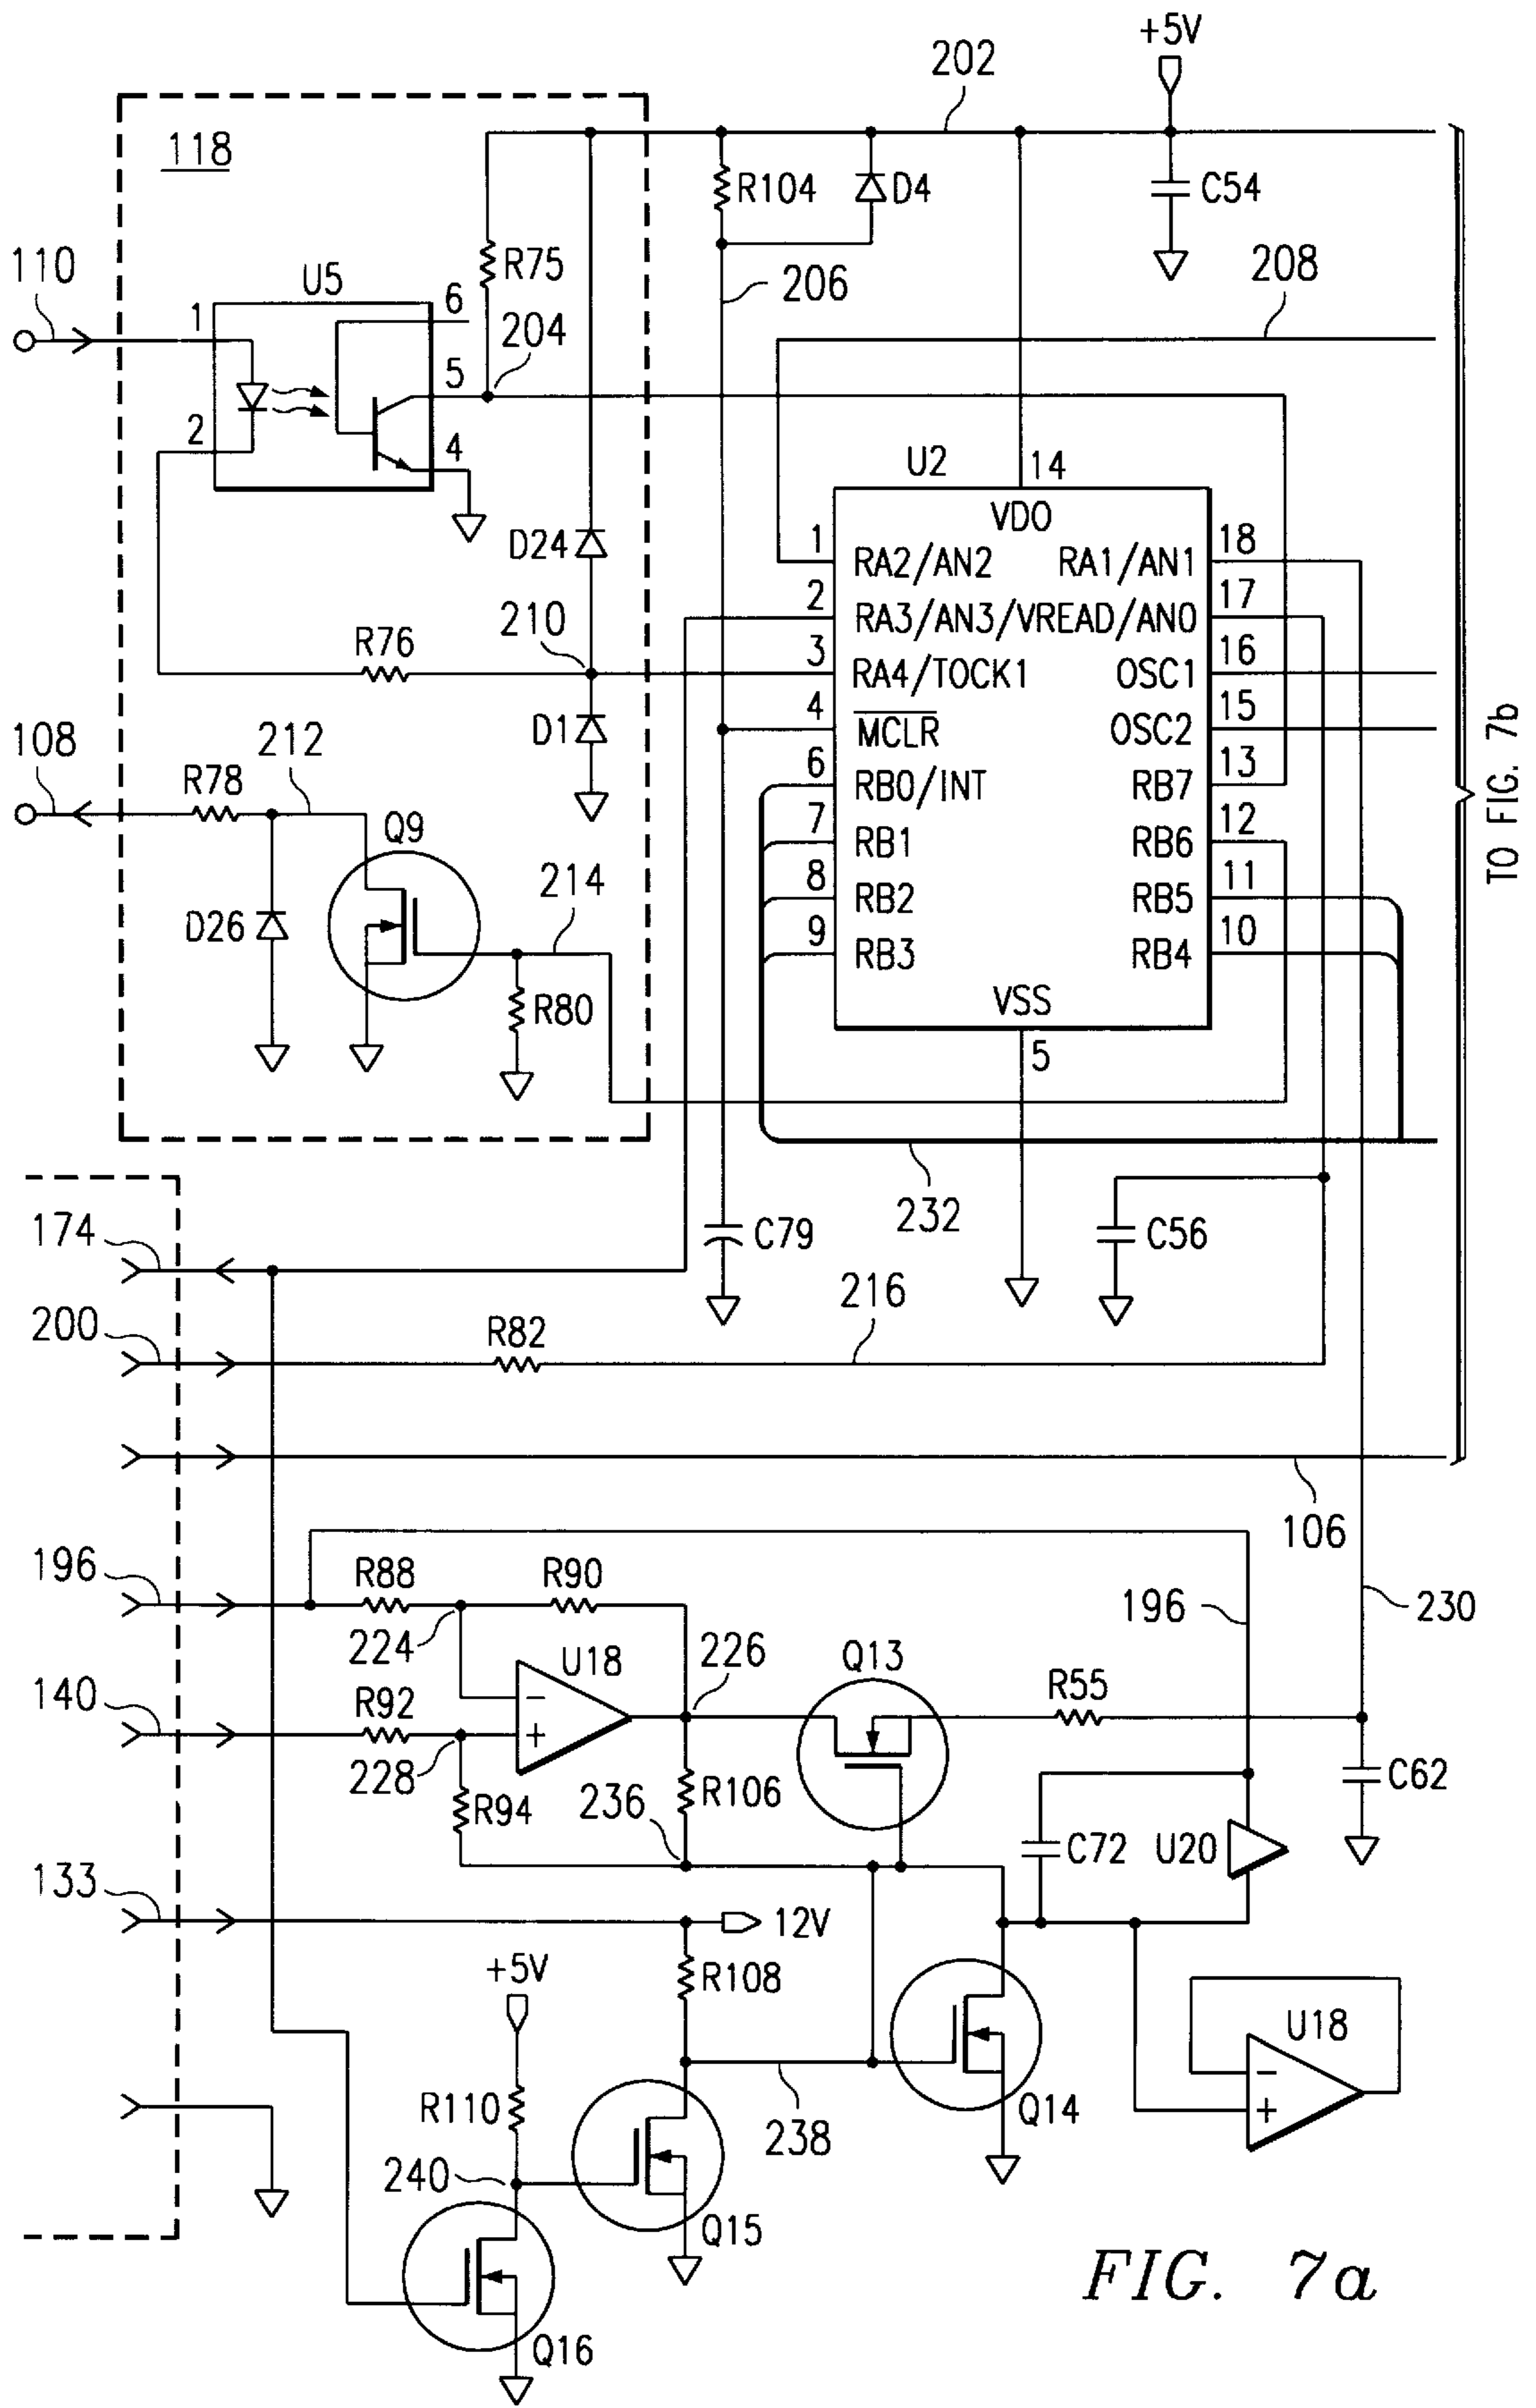 +5V
202
118
R104
D4
C54
R75
110
U5
206
208
1
6
204
5
2
4
U2
14
VDO
D24
1
RA2/AN2
RA1/AN1
18
210
2
RA3/AN3/VREAD/AN0
17
R76
3
RA4/TOCK1
OSC1
16
D1
4
MCLR
OSC2
15
108
212
R78
Q9
6
RB0/INT
RB7
13
7
RB1
RB6
12
214
8
RB2
RB5
11
D26
9
RB3
RB4
10
R80
VSS
5
TO FIG. 7b
232
174
C79
C56
200
R82
216
106
196
R88
R90
196
230
224
U18
226
Q13
140
R92
R55
228
R94
236
R106
C62
C72
U20
133
12V
+5V
R108
U18
R110
238
Q14
240
Q15
Q16
FIG. 7a